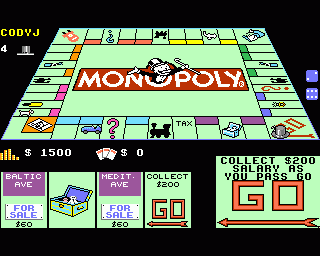 CODYJ
4
MONOPOLY
TAX
$ 1500
$ 0
BALTIC
AVE
FOR
SALE
$60
MEDIT.
AVE
FOR
SALE
$60
COLLECT
$200
GO
COLLECT $200
SALARY AS
YOU PASS GO
GO